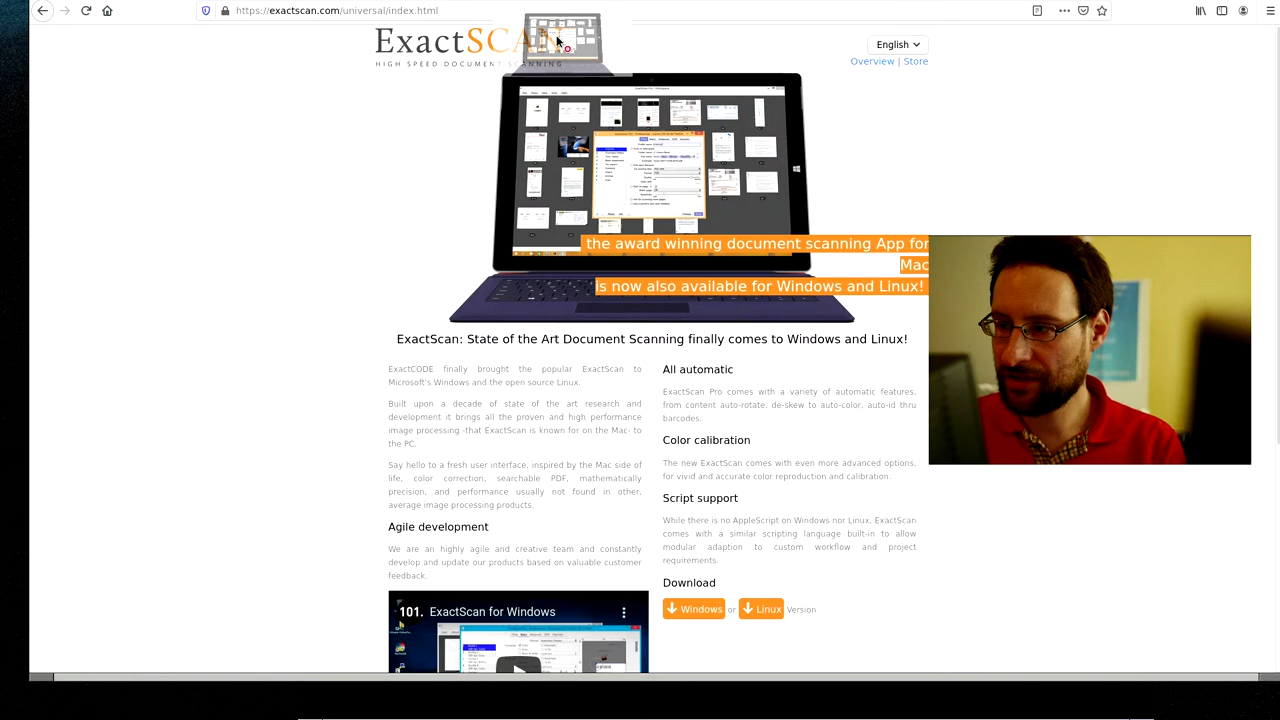 https://exactscan.com/universal/index.html
ExactSCAN
HIGH SPEED DOCUMENT SCANNING
English
Overview | Store
the award winning document scanning App for
Mac
is now also available for Windows and Linux!
ExactScan: State of the Art Document Scanning finally comes to Windows and Linux!
ExactCODE finally brought the popular ExactScan to
Microsoft's Windows and the open source Linux.
Built upon a decade of state of the art research and
development it brings all the proven and high performance
image processing -that ExactScan is known for on the Mac- to
the PC.
Say hello to a fresh user interface, inspired by the Mac side of
life, color correction, searchable PDF, mathematically
precision, and performance usually not found in other,
average image processing products.
Agile development
We are an highly agile and creative team and constantly
develop and update our products based on valuable customer
feedback.
101. ExactScan for Windows
All automatic
ExactScan Pro comes with a variety of automatic features,
from content auto-rotate, de-skew to auto-color, auto-id thru
barcodes.
Color calibration
The new ExactScan comes with even more advanced options,
for vivid and accurate color reproduction and calibration.
Script support
While there is no AppleScript on Windows nor Linux, ExactScan
comes with a similar scripting language built-in to allow
modular adaption to custom workflow and project
requirements.
Download
Windows or Linux Version